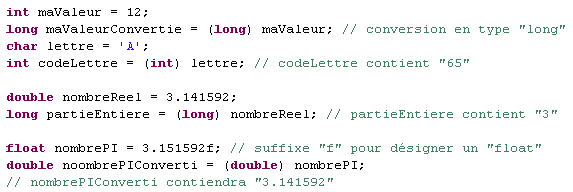 int maValeur = 12;
long maValeurConvertie = (long) maValeur; // conversion en type "long"
char lettre = 'A';
int codeLettre = (int) lettre; // codeLettre contient "65"
double nombreReel = 3.141592;
long partieEntiere = (long) nombreReel; // partieEntiere contient "3"
float nombrePI = 3.151592f; // suffixe "f" pour désigner un "float"
double noombrePIConverti = (double) nombrePI;
// nombrePIConverti contiendra "3.141592"